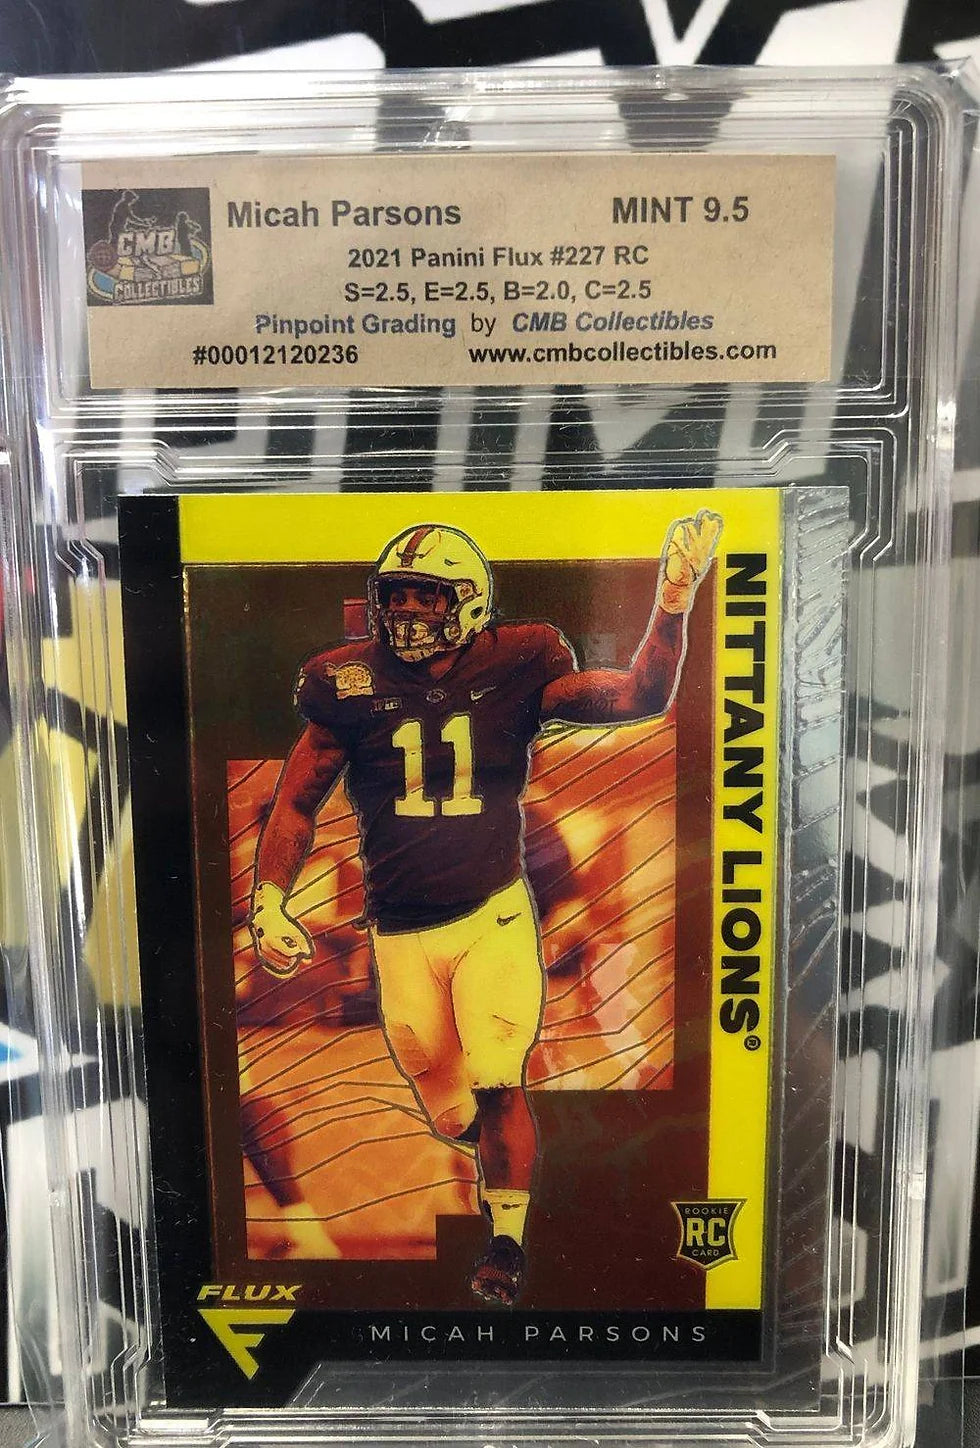 CMB
COLLECTIBLES
Micah Parsons MINT 9.5
2021 Panini Flux #227 RC
S=2.5, E=2.5, B=2.0, C=2.5
Pinpoint Grading by CMB Collectibles
#00012120236 www.cmbcollectibles.com
NITTANY LIONS®
11
ROOKIE
RC
CARD
FLUX
MICAH PARSONS